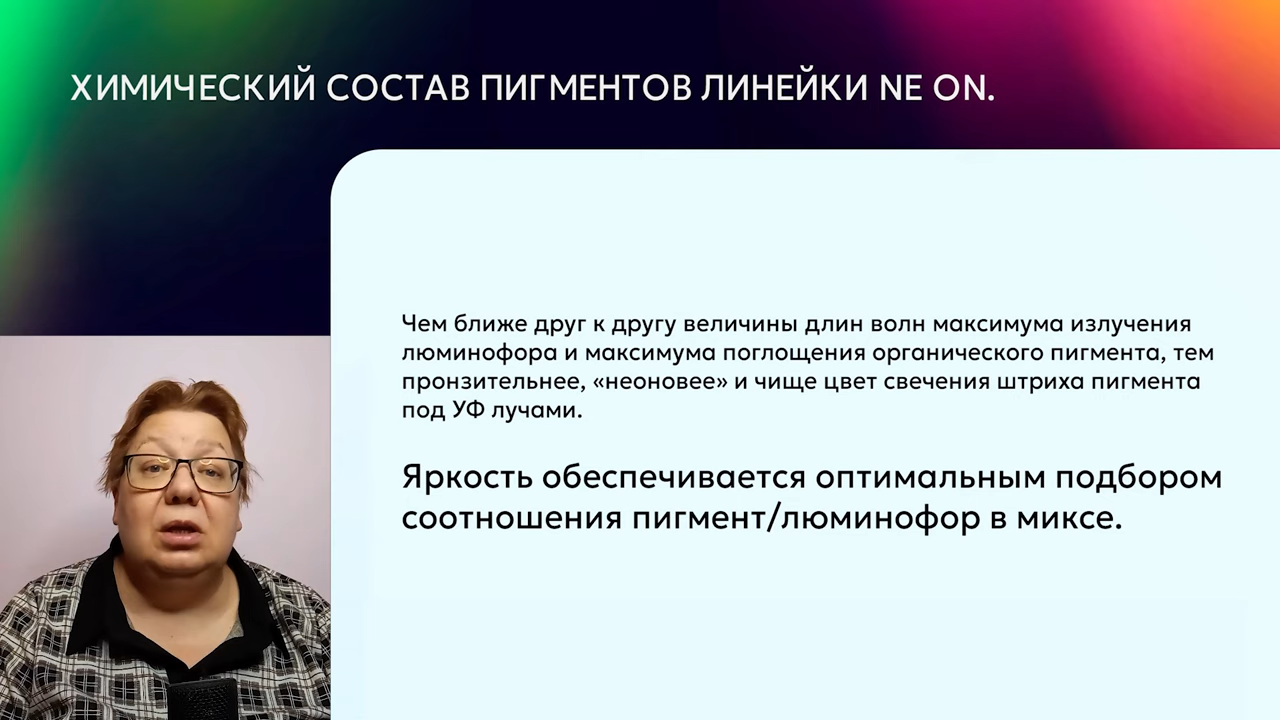 ХИМИЧЕСКИЙ СОСТАВ ПИГМЕНТОВ ЛИНЕЙКИ NE ON.
Чем ближе друг к другу величины длин волн максимума излучения
люминофора и максимума поглощения органического пигмента, тем
пронзительнее, «неоновее» и чище цвет свечения штриха пигмента
под УФ лучами.
Яркость обеспечивается оптимальным подбором
соотношения пигмент/люминофор в миксе.